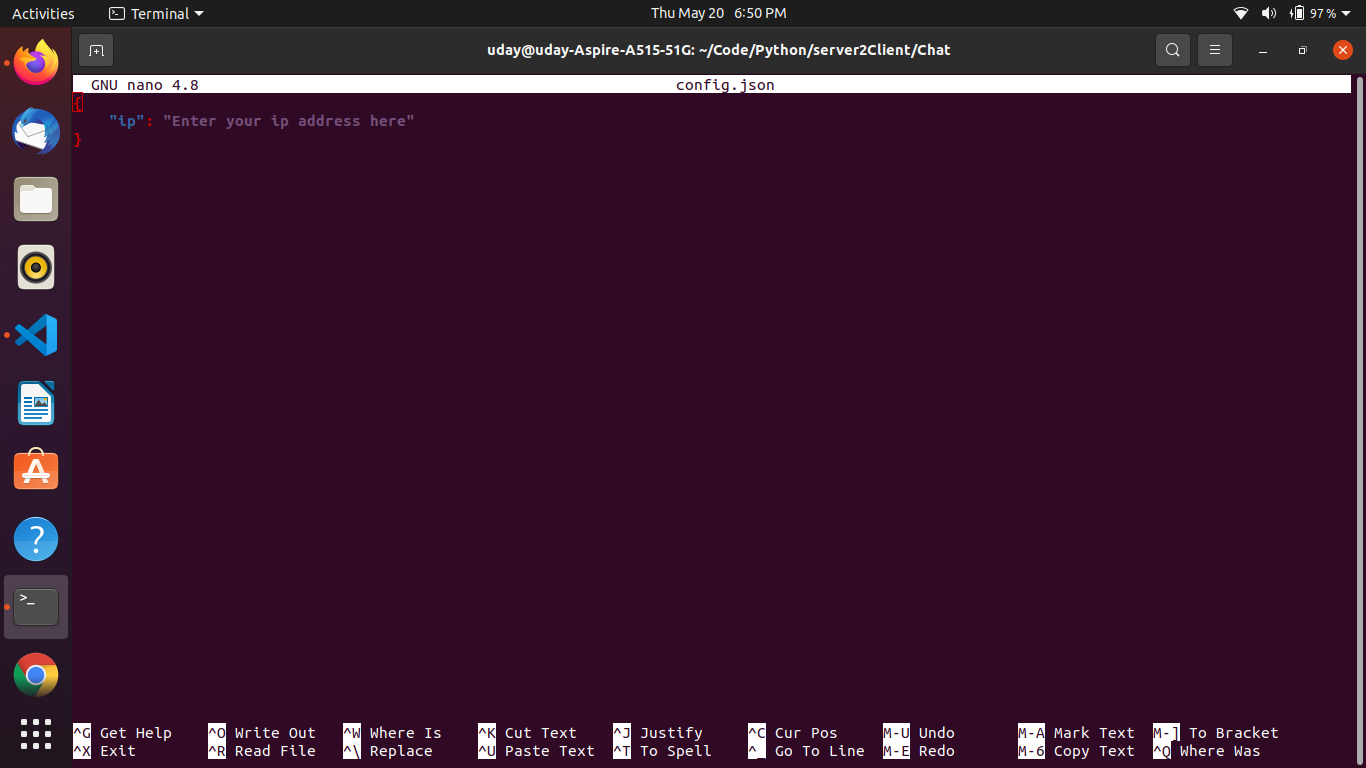 Activities Terminal Thu May 20 6:50 PM 97 %
uday@uday-Aspire-A515-51G: ~/Code/Python/server2Client/Chat
GNU nano 4.8 config.json
{
"ip": "Enter your ip address here"
}
^G Get Help ^O Write Out ^W Where Is ^K Cut Text ^J Justify ^C Cur Pos M-U Undo M-A Mark Text M-] To Bracket
^X Exit ^R Read File ^\ Replace ^U Paste Text ^T To Spell ^_ Go To Line M-E Redo M-6 Copy Text ^Q Where Was